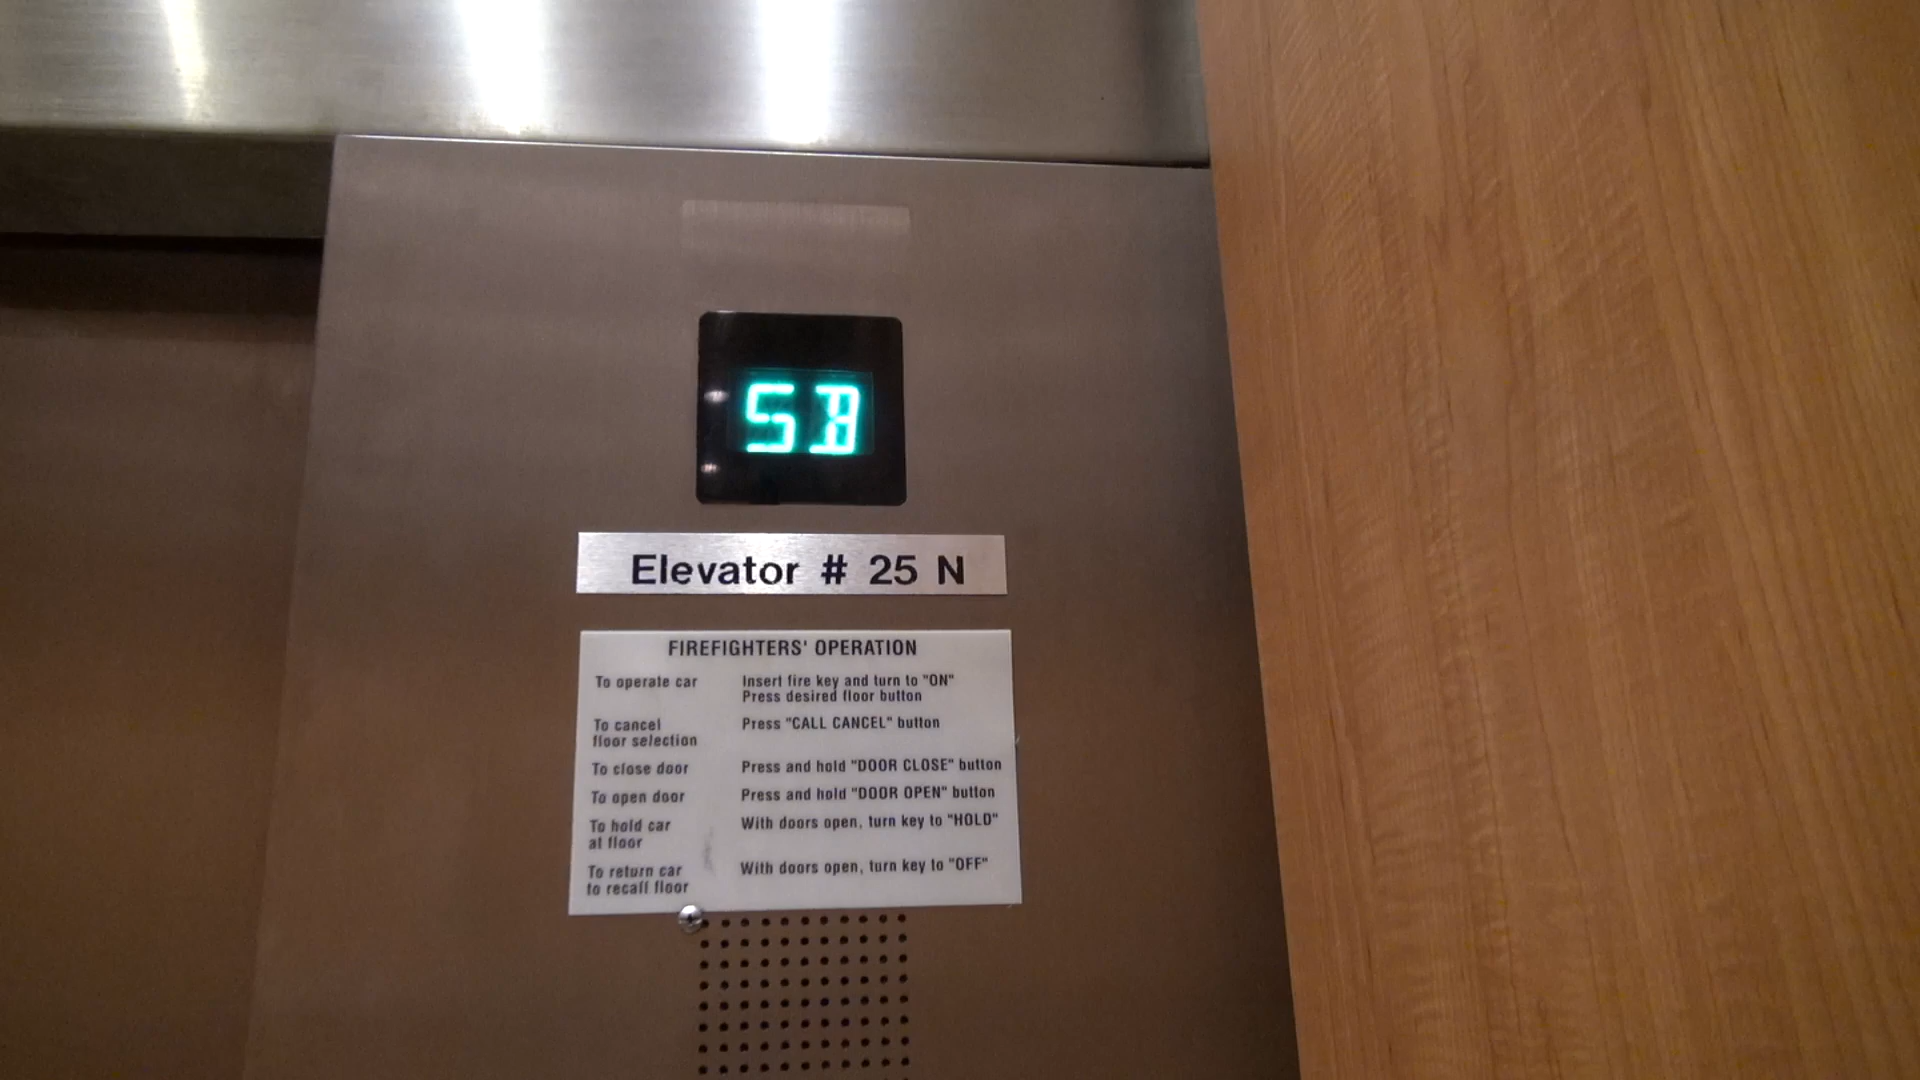 SB
Elevator # 25 N
FIREFIGHTERS' OPERATION
To operate car Insert fire key and turn to "ON"
Press desired floor button
To cancel Press "CALL CANCEL" button
floor selection
To close door Press and hold "DOOR CLOSE" button
To open door Press and hold "DOOR OPEN" button
To hold car With doors open, turn key to "HOLD"
at floor
To return car With doors open, turn key to "OFF"
to recall floor